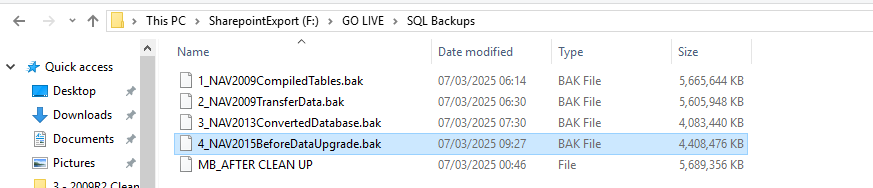 This PC > SharepointExport (F:) > GO LIVE > SQL Backups
Name Date modified Type Size
Quick access
Desktop
Downloads
Documents
Pictures
3 - 2009R2 Clean
1_NAV2009CompiledTables.bak 07/03/2025 06:14 BAK File 5,665,644 KB
2_NAV2009TransferData.bak 07/03/2025 06:30 BAK File 5,605,948 KB
3_NAV2013ConvertedDatabase.bak 07/03/2025 07:30 BAK File 4,083,440 KB
4_NAV2015BeforeDataUpgrade.bak 07/03/2025 09:27 BAK File 4,408,476 KB
MB_AFTER CLEAN UP 07/03/2025 00:46 File 5,689,356 KB